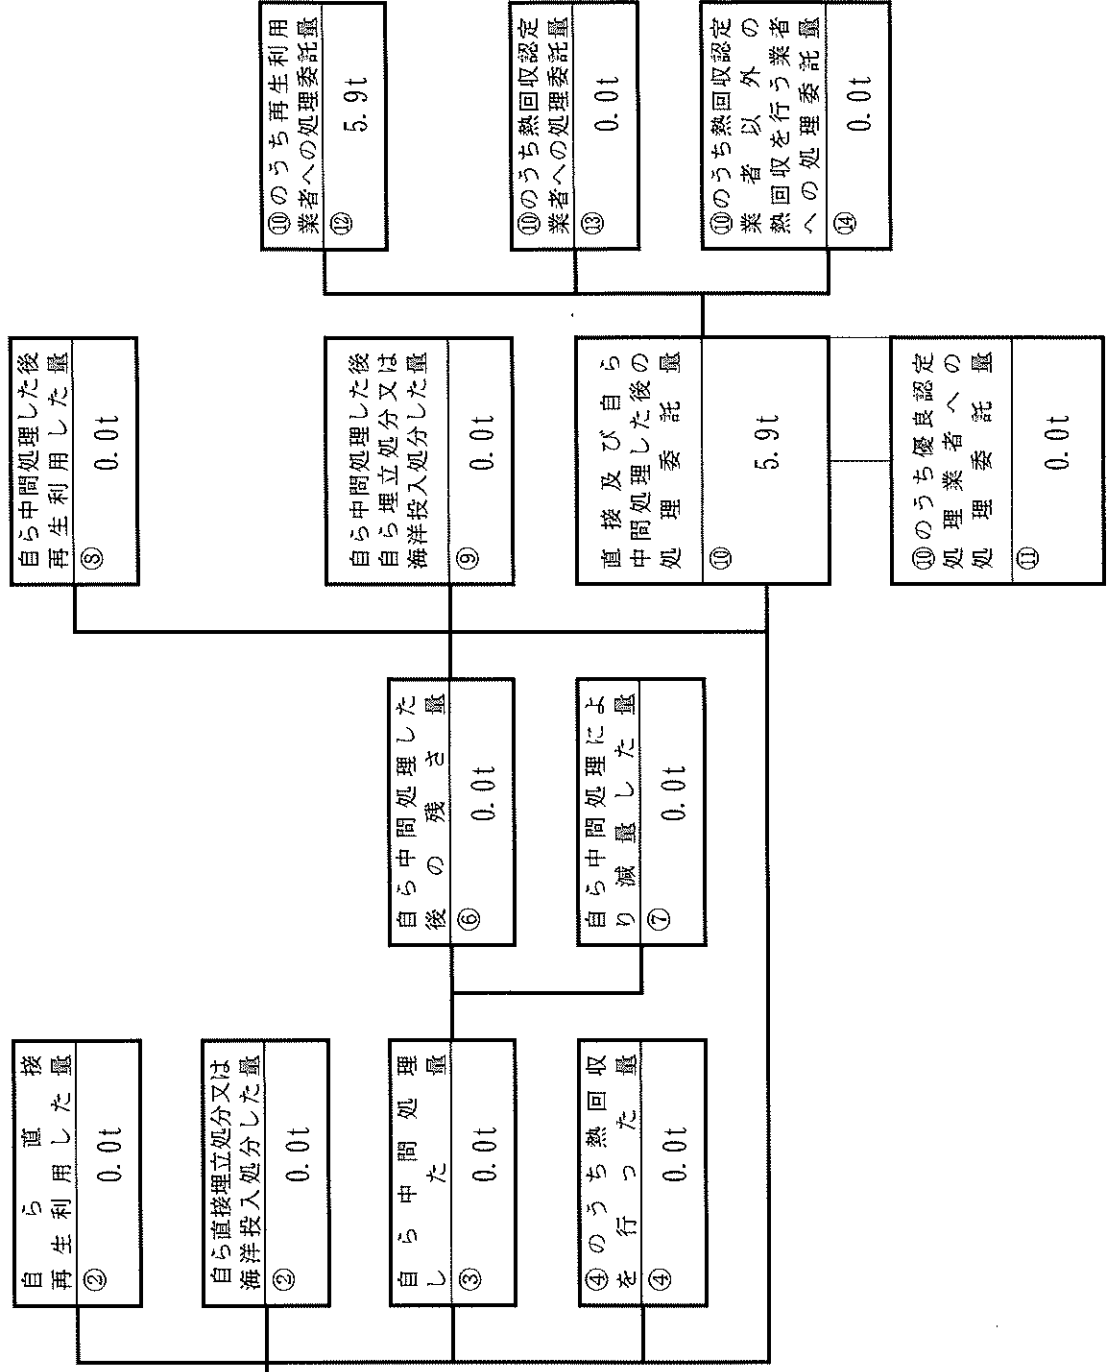 自ら直接
再生利用した量
②
0.0t
自ら直接埋立処分又は
海洋投入処分した量
②
0.0t
自ら中間処理
した量
③
0.0t
④のうち熱回収
を行った量
④
0.0t
自ら中間処理した
後の残さ量
⑥
0.0t
自ら中間処理によ
り減量した量
⑦
0.0t
自ら中間処理した後
再生利用した量
⑧
0.0t
自ら中間処理した後
自ら埋立処分又は
海洋投入処分した量
⑨
0.0t
直接及び自ら
中間処理した後の
処理委託量
⑩
5.9t
⑩のうち優良認定
処理業者への
処理委託量
⑪
0.0t
⑩のうち再生利用
業者への処理委託量
⑫
5.9t
⑩のうち熱回収認定
業者への処理委託量
⑬
0.0t
⑩のうち熱回収認定
業者以外の
熱回収を行う業者
への処理委託量
⑭
0.0t